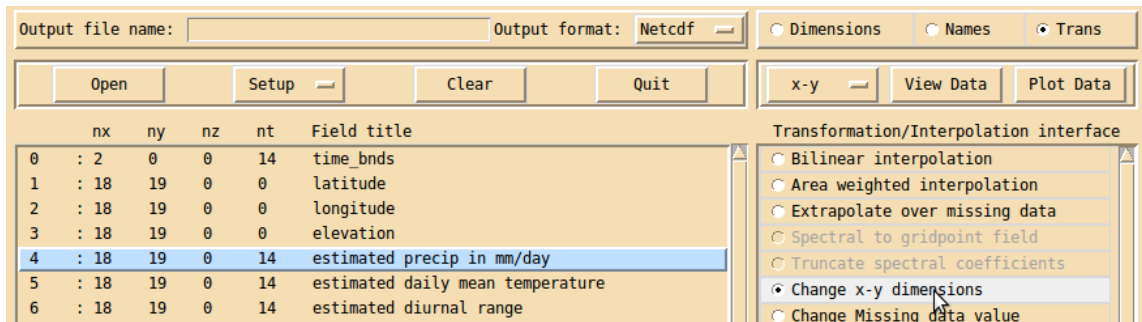 Output file name: Output format: Netcdf Dimensions Names Trans
Open Setup Clear Quit x-y View Data Plot Data
nx ny nz nt Field title Transformation/Interpolation interface
0 : 2 0 0 14 time_bnds Bilinear interpolation
1 : 18 19 0 0 latitude Area weighted interpolation
2 : 18 19 0 0 longitude Extrapolate over missing data
3 : 18 19 0 0 elevation Spectral to gridpoint field
4 : 18 19 0 14 estimated precip in mm/day Truncate spectral coefficients
5 : 18 19 0 14 estimated daily mean temperature Change x-y dimensions
6 : 18 19 0 14 estimated diurnal range Change Missing data value